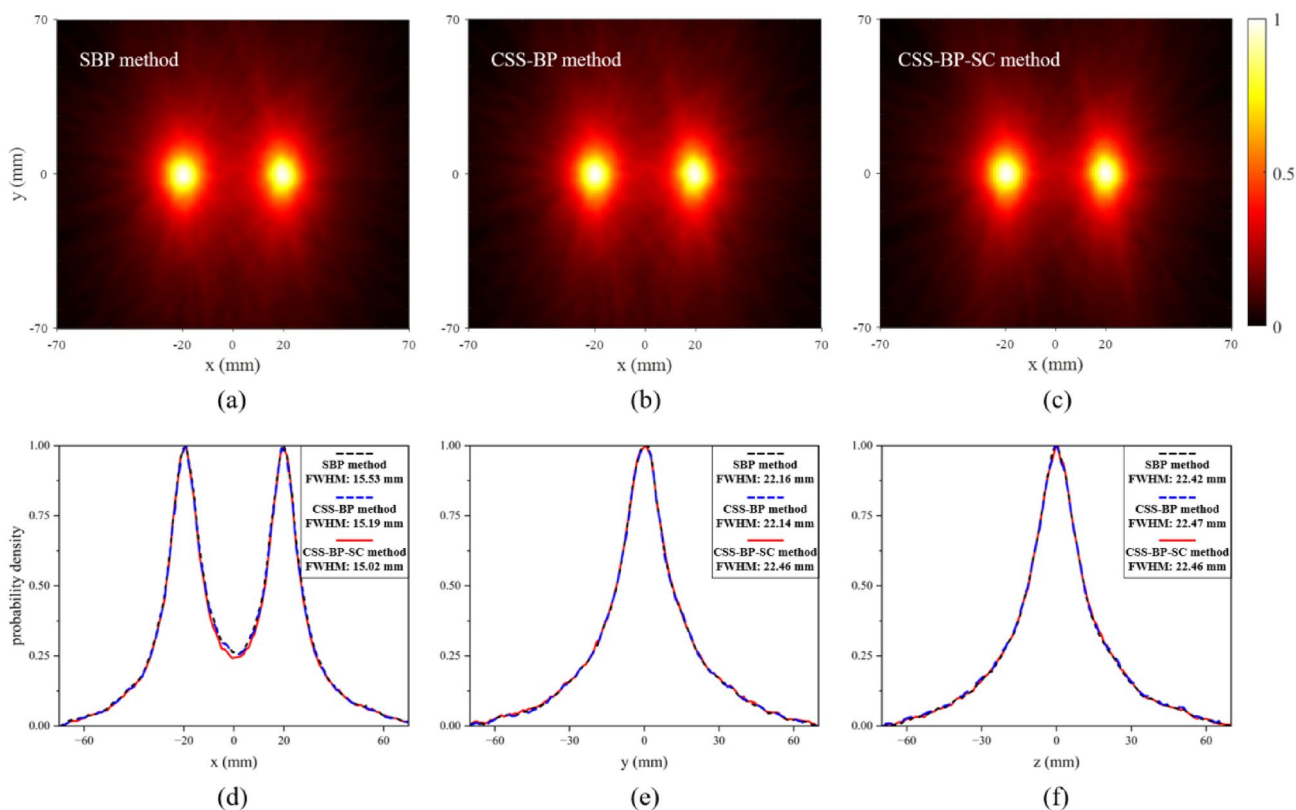 70
SBP method
y (mm)
0
-70
-70
-20
0
20
70
x (mm)
(a)
70
CSS-BP method
0
-70
-70
-20
0
20
70
x (mm)
(b)
70
CSS-BP-SC method
0
-70
-70
-20
0
20
70
x (mm)
(c)
1
0.5
0
1.00
0.75
0.50
0.25
0.00
probability density
SBP method
FWHM: 15.53 mm
CSS-BP method
FWHM: 15.19 mm
CSS-BP-SC method
FWHM: 15.02 mm
−60
−20
0
20
60
x (mm)
(d)
1.00
0.75
0.50
0.25
0.00
SBP method
FWHM: 22.16 mm
CSS-BP method
FWHM: 22.14 mm
CSS-BP-SC method
FWHM: 22.46 mm
−60
−30
0
30
60
y (mm)
(e)
1.00
0.75
0.50
0.25
0.00
SBP method
FWHM: 22.42 mm
CSS-BP method
FWHM: 22.47 mm
CSS-BP-SC method
FWHM: 22.46 mm
−60
−30
0
30
60
z (mm)
(f)